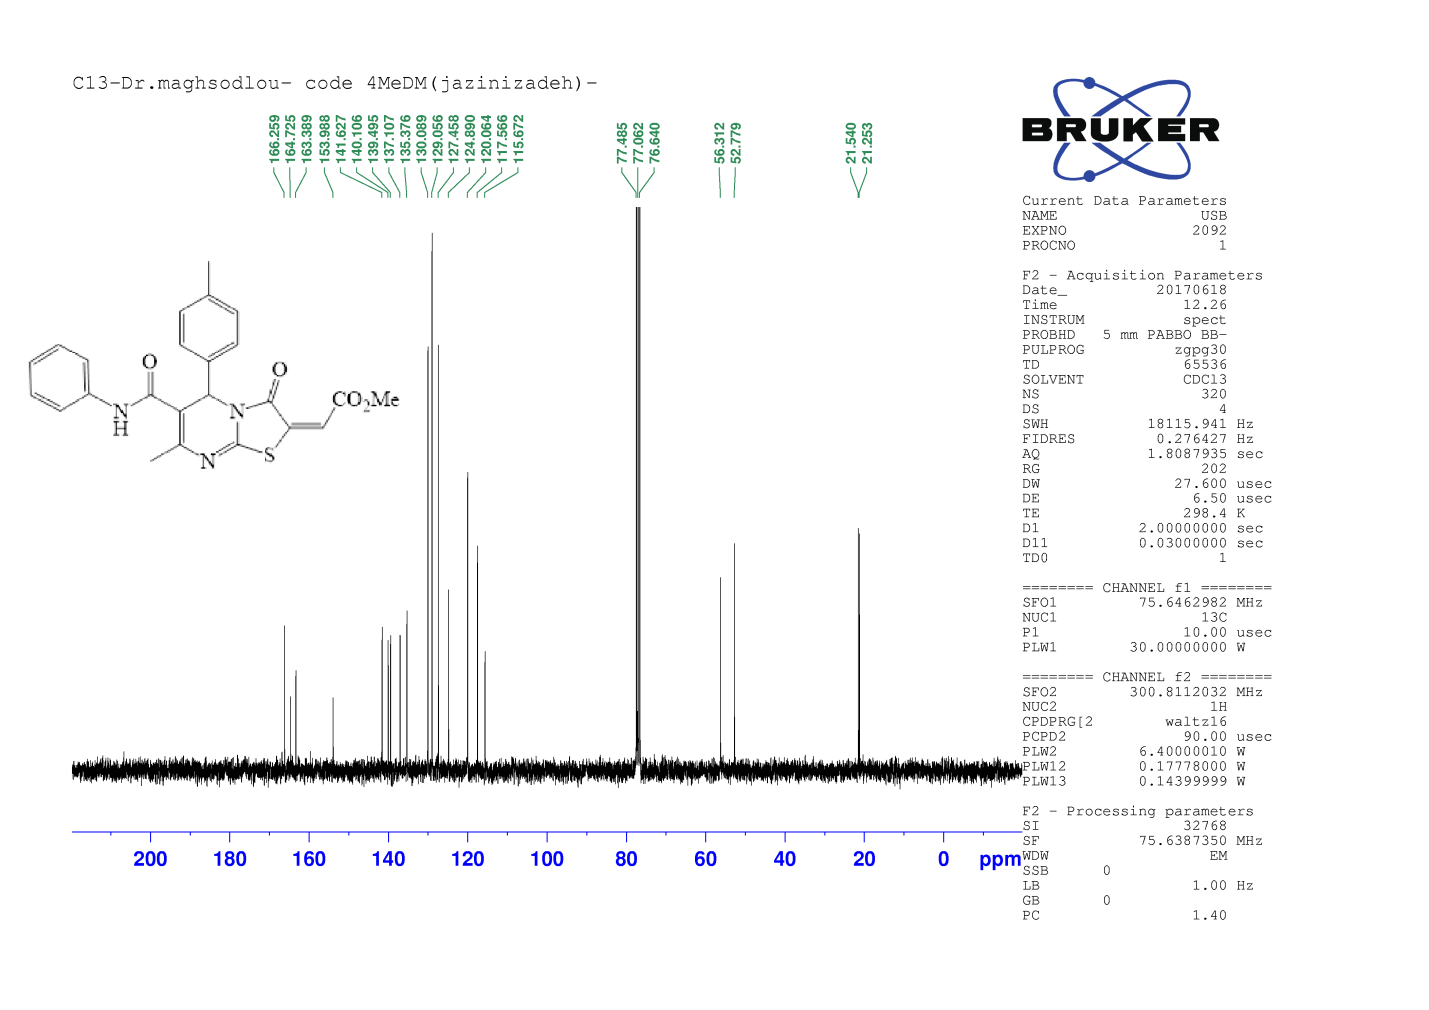 C13-Dr.maghsodlou- code 4MeDM(jazinizadeh)-
166.259
164.725
163.389
153.988
141.627
140.106
139.495
137.107
135.376
130.089
129.056
127.458
124.890
120.064
117.566
115.672
77.485
77.062
76.640
56.312
52.779
21.540
21.253
O
O
CO2Me
N
N
H
N
S
200 180 160 140 120 100 80 60 40 20 0 ppm
BRUKER
Current Data Parameters
NAME USB
EXPNO 2092
PROCNO 1
F2 - Acquisition Parameters
Date_ 20170618
Time 12.26
INSTRUM spect
PROBHD 5 mm PABBO BB-
PULPROG zgpg30
TD 65536
SOLVENT CDCl3
NS 320
DS 4
SWH 18115.941 Hz
FIDRES 0.276427 Hz
AQ 1.8087935 sec
RG 202
DW 27.600 usec
DE 6.50 usec
TE 298.4 K
D1 2.00000000 sec
D11 0.03000000 sec
TD0 1
======== CHANNEL f1 ========
SFO1 75.6462982 MHz
NUC1 13C
P1 10.00 usec
PLW1 30.00000000 W
======== CHANNEL f2 ========
SFO2 300.8112032 MHz
NUC2 1H
CPDPRG[2 waltz16
PCPD2 90.00 usec
PLW2 6.40000010 W
PLW12 0.17778000 W
PLW13 0.14399999 W
F2 - Processing parameters
SI 32768
SF 75.6387350 MHz
WDW EM
SSB 0
LB 1.00 Hz
GB 0
PC 1.40